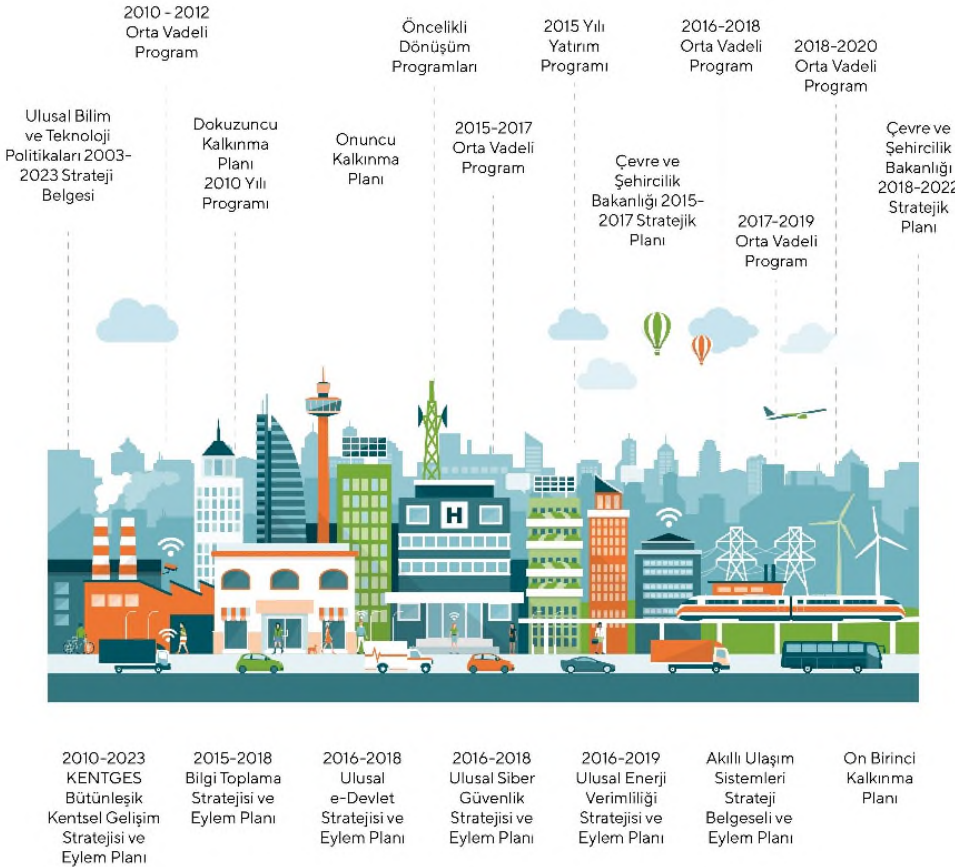 2010 - 2012
Orta Vadeli
Program
Öncelikli
Dönüşüm
Programları
2015 Yılı
Yatırım
Programı
2016-2018
Orta Vadeli
Program
2018-2020
Orta Vadeli
Program
Ulusal Bilim
ve Teknoloji
Politikaları 2003-
2023 Strateji
Belgesi
Dokuzuncu
Kalkınma
Planı
2010 Yılı
Programı
Onuncu
Kalkınma
Planı
2015-2017
Orta Vadeli
Program
Çevre ve
Şehircilik
Bakanlığı 2015-
2017 Stratejik
Planı
2017-2019
Orta Vadeli
Program
Çevre ve
Şehircilik
Bakanlığı
2018-2022
Stratejik
Planı
H
2010-2023
KENTGES
Bütünleşik
Kentsel Gelişim
Stratejisi ve
Eylem Planı
2015-2018
Bilgi Toplama
Stratejisi ve
Eylem Planı
2016-2018
Ulusal
e-Devlet
Stratejisi ve
Eylem Planı
2016-2018
Ulusal Siber
Güvenlik
Stratejisi ve
Eylem Planı
2016-2019
Ulusal Enerji
Verimliliği
Stratejisi ve
Eylem Planı
Akıllı Ulaşım
Sistemleri
Strateji
Belgeseli ve
Eylem Planı
On Birinci
Kalkınma
Planı